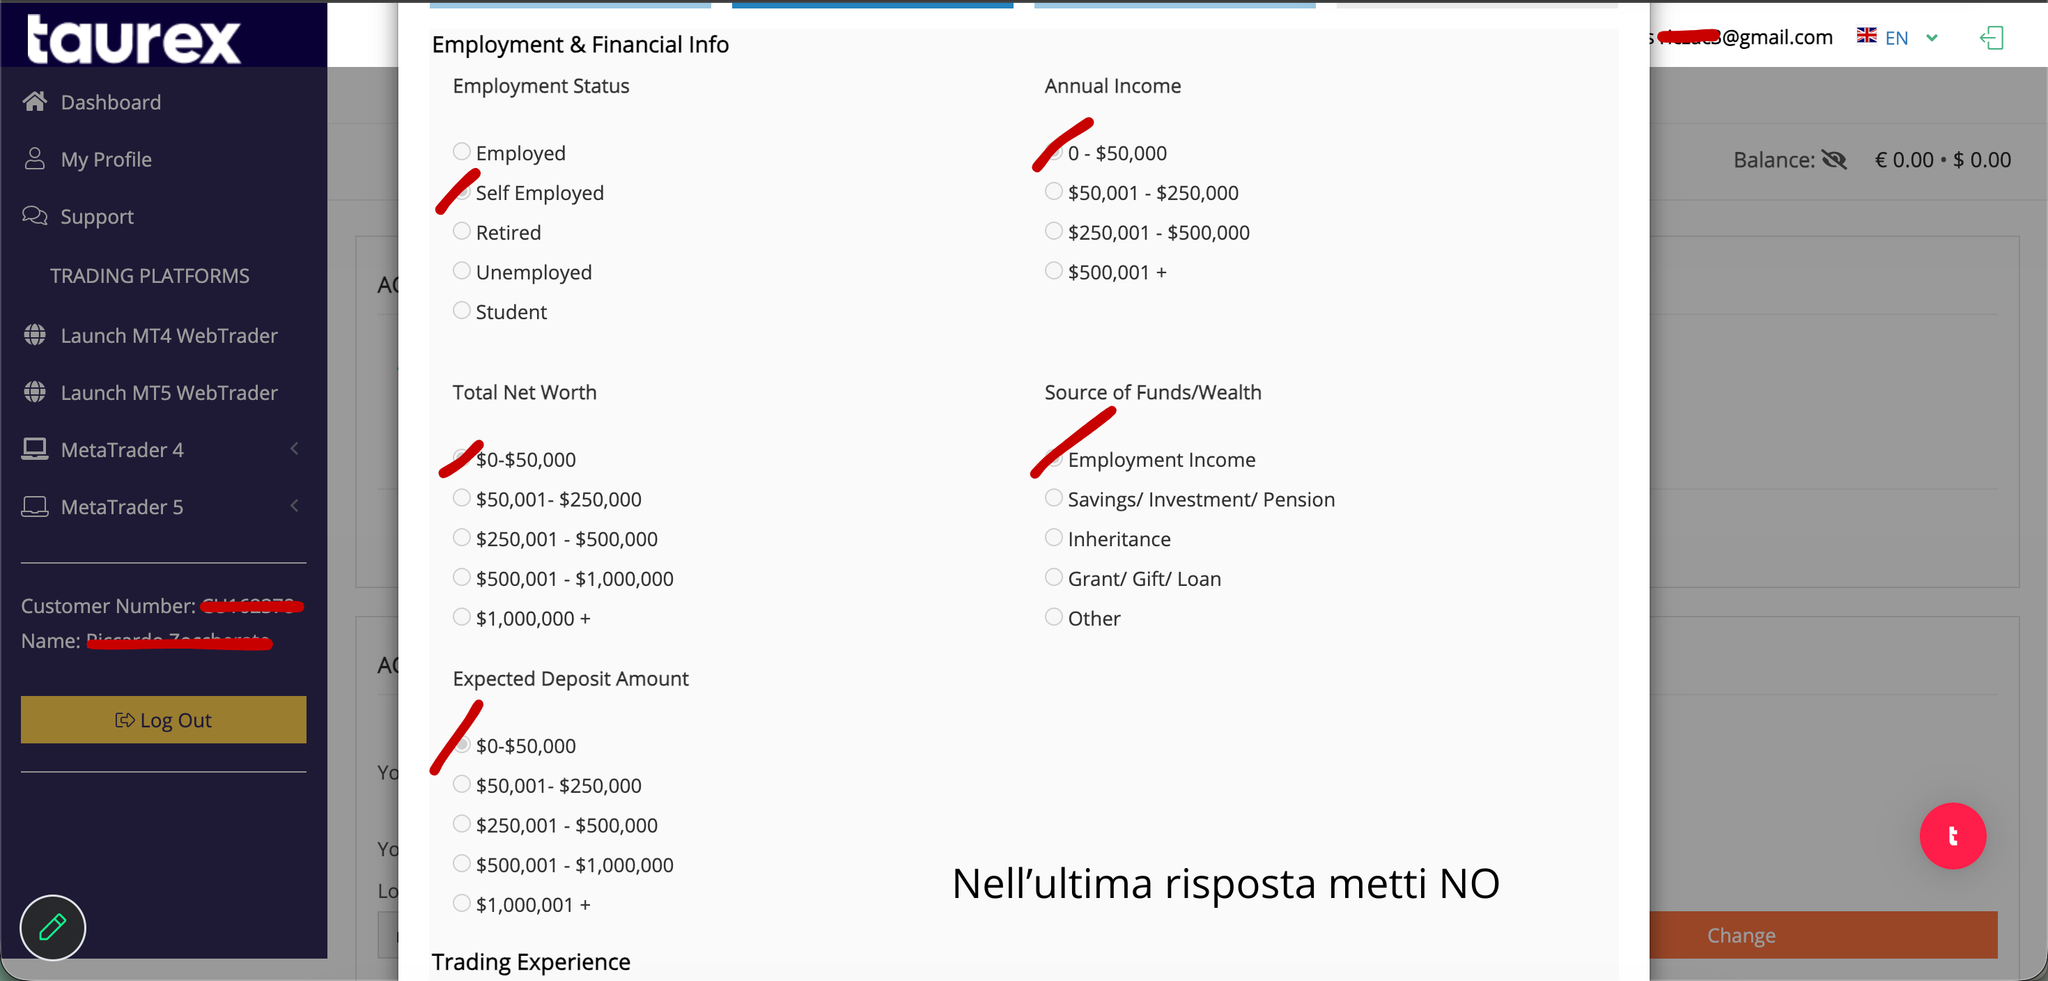 taurex
@gmail.com
EN
Dashboard
My Profile
Support
TRADING PLATFORMS
Launch MT4 WebTrader
Launch MT5 WebTrader
MetaTrader 4
MetaTrader 5
Customer Number:
Name:
Log Out
Balance: € 0.00 • $ 0.00
Employment & Financial Info
Employment Status
Employed
Self Employed
Retired
Unemployed
Student
Annual Income
0 - $50,000
$50,001 - $250,000
$250,001 - $500,000
$500,001 +
Total Net Worth
$0-$50,000
$50,001- $250,000
$250,001 - $500,000
$500,001 - $1,000,000
$1,000,000 +
Source of Funds/Wealth
Employment Income
Savings/ Investment/ Pension
Inheritance
Grant/ Gift/ Loan
Other
Expected Deposit Amount
$0-$50,000
$50,001- $250,000
$250,001 - $500,000
$500,001 - $1,000,000
$1,000,001 +
Nell’ultima risposta metti NO
Trading Experience
Yo
Yo
Lo
t
Change